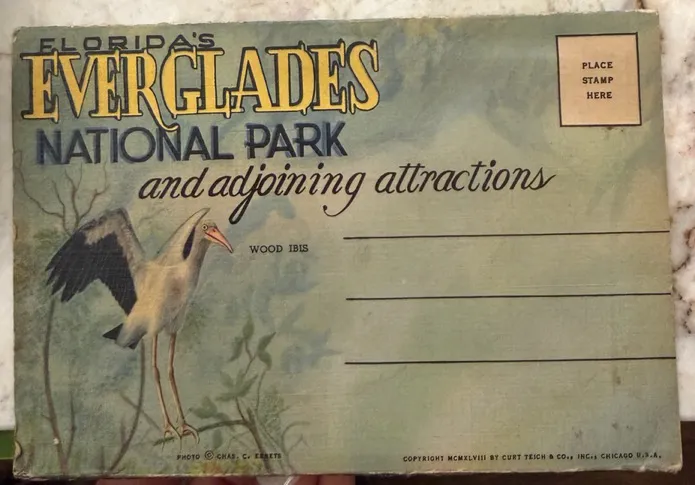 FLORIDA'S
EVERGLADES
NATIONAL PARK
and adjoining attractions
PLACE
STAMP
HERE
WOOD IBIS
PHOTO © CHAS. C. EBBETS
COPYRIGHT MCMXLVIII BY CURT TEICH & CO., INC., CHICAGO U.S.A.